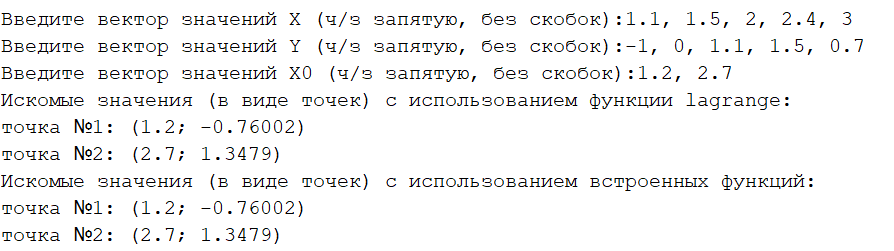 Введите вектор значений X (ч/з запятую, без скобок):1.1, 1.5, 2, 2.4, 3
Введите вектор значений Y (ч/з запятую, без скобок):-1, 0, 1.1, 1.5, 0.7
Введите вектор значений X0 (ч/з запятую, без скобок):1.2, 2.7
Искомые значения (в виде точек) с использованием функции lagrange:
точка №1: (1.2; -0.76002)
точка №2: (2.7; 1.3479)
Искомые значения (в виде точек) с использованием встроенных функций:
точка №1: (1.2; -0.76002)
точка №2: (2.7; 1.3479)